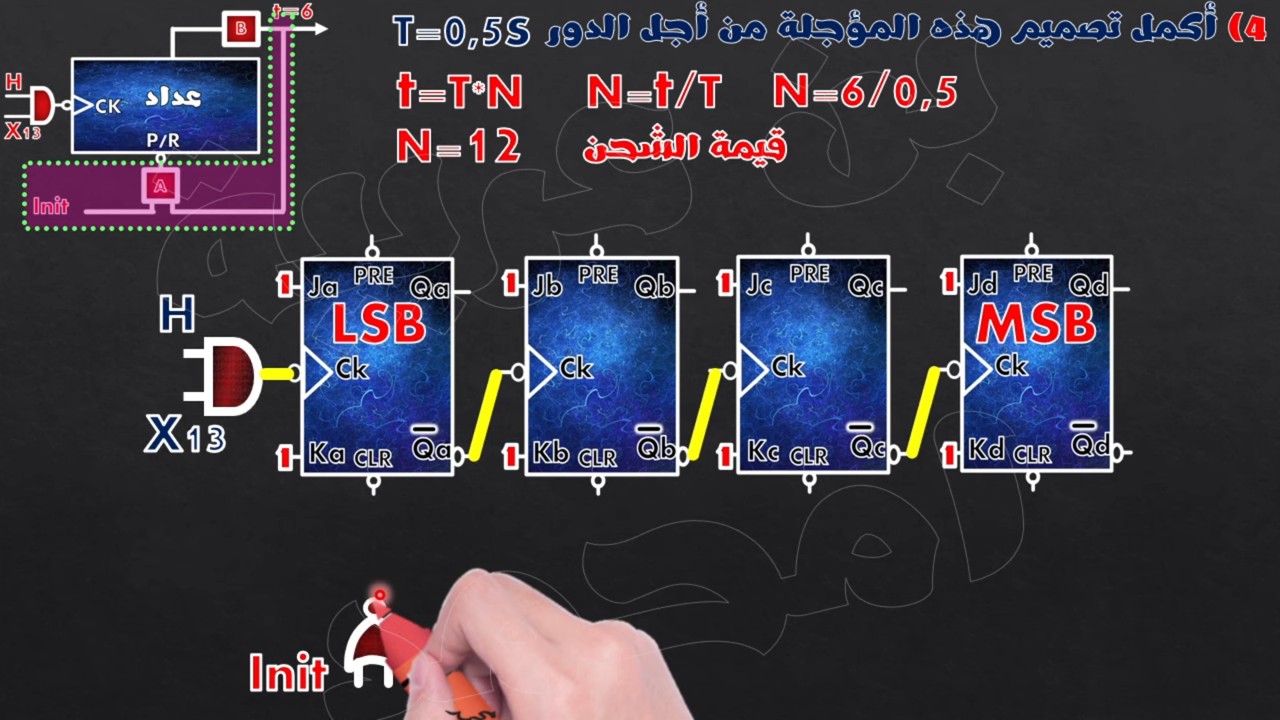 4) أكمل تصميم هذه المؤجلة من أجل الدور T=0,5S
t=T*N N=t/T N=6/0,5
N=12 قيمة الشحن
t=6
B
H
X13
CK
عداد
P/R
A
Init
Ja PRE Qa
LSB
Ck
Ka CLR Qa
1
1
Jb PRE Qb
Ck
Kb CLR Qb
1
1
Jc PRE Qc
Ck
Kc CLR Qc
1
1
Jd PRE Qd
MSB
Ck
Kd CLR Qd
1
1
H
X13
Init